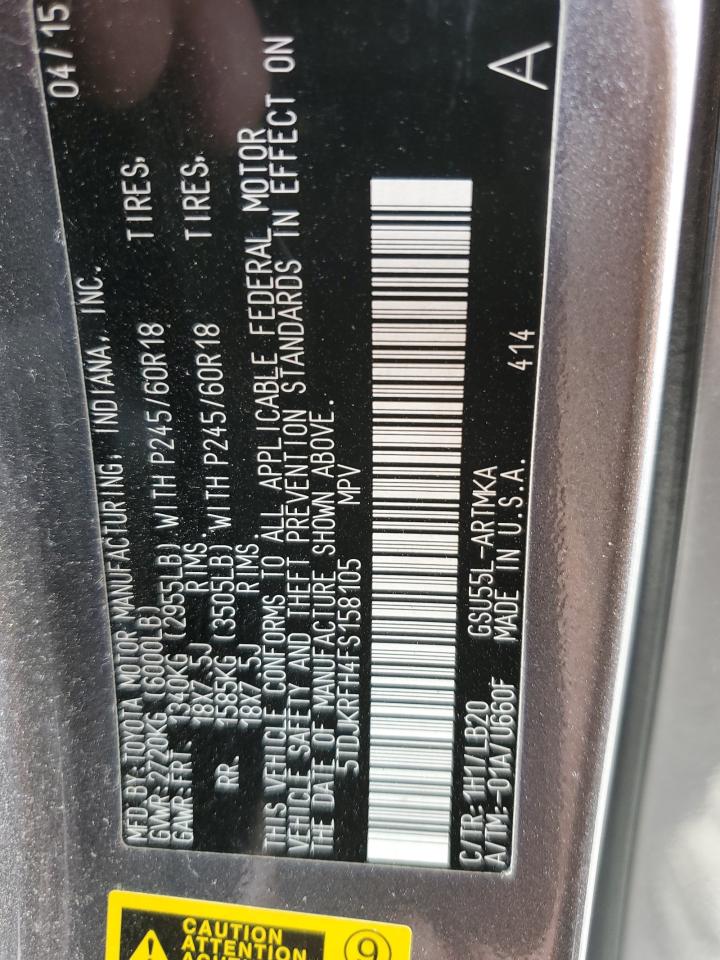 MFD.BY:TOYOTA MOTOR MANUFACTURING, INDIANA, INC. 04/15
GVWR:2720KG (6000LB)
GAWR:FRT. 1340KG (2955LB) WITH P245/60R18 TIRES,
18X7.5J RIMS.
RR. 1585KG (3505LB) WITH P245/60R18 TIRES,
18X7.5J RIMS.
THIS VEHICLE CONFORMS TO ALL APPLICABLE FEDERAL MOTOR
VEHICLE SAFETY AND THEFT PREVENTION STANDARDS IN EFFECT ON
THE DATE OF MANUFACTURE SHOWN ABOVE.
5TDJKRFH4FS158105 MPV
C/TR:1H1/LB20 GSU55L-ARTMKA 414 A
A/TM:-01A/U660F MADE IN U.S.A.
CAUTION
ATTENTION
9